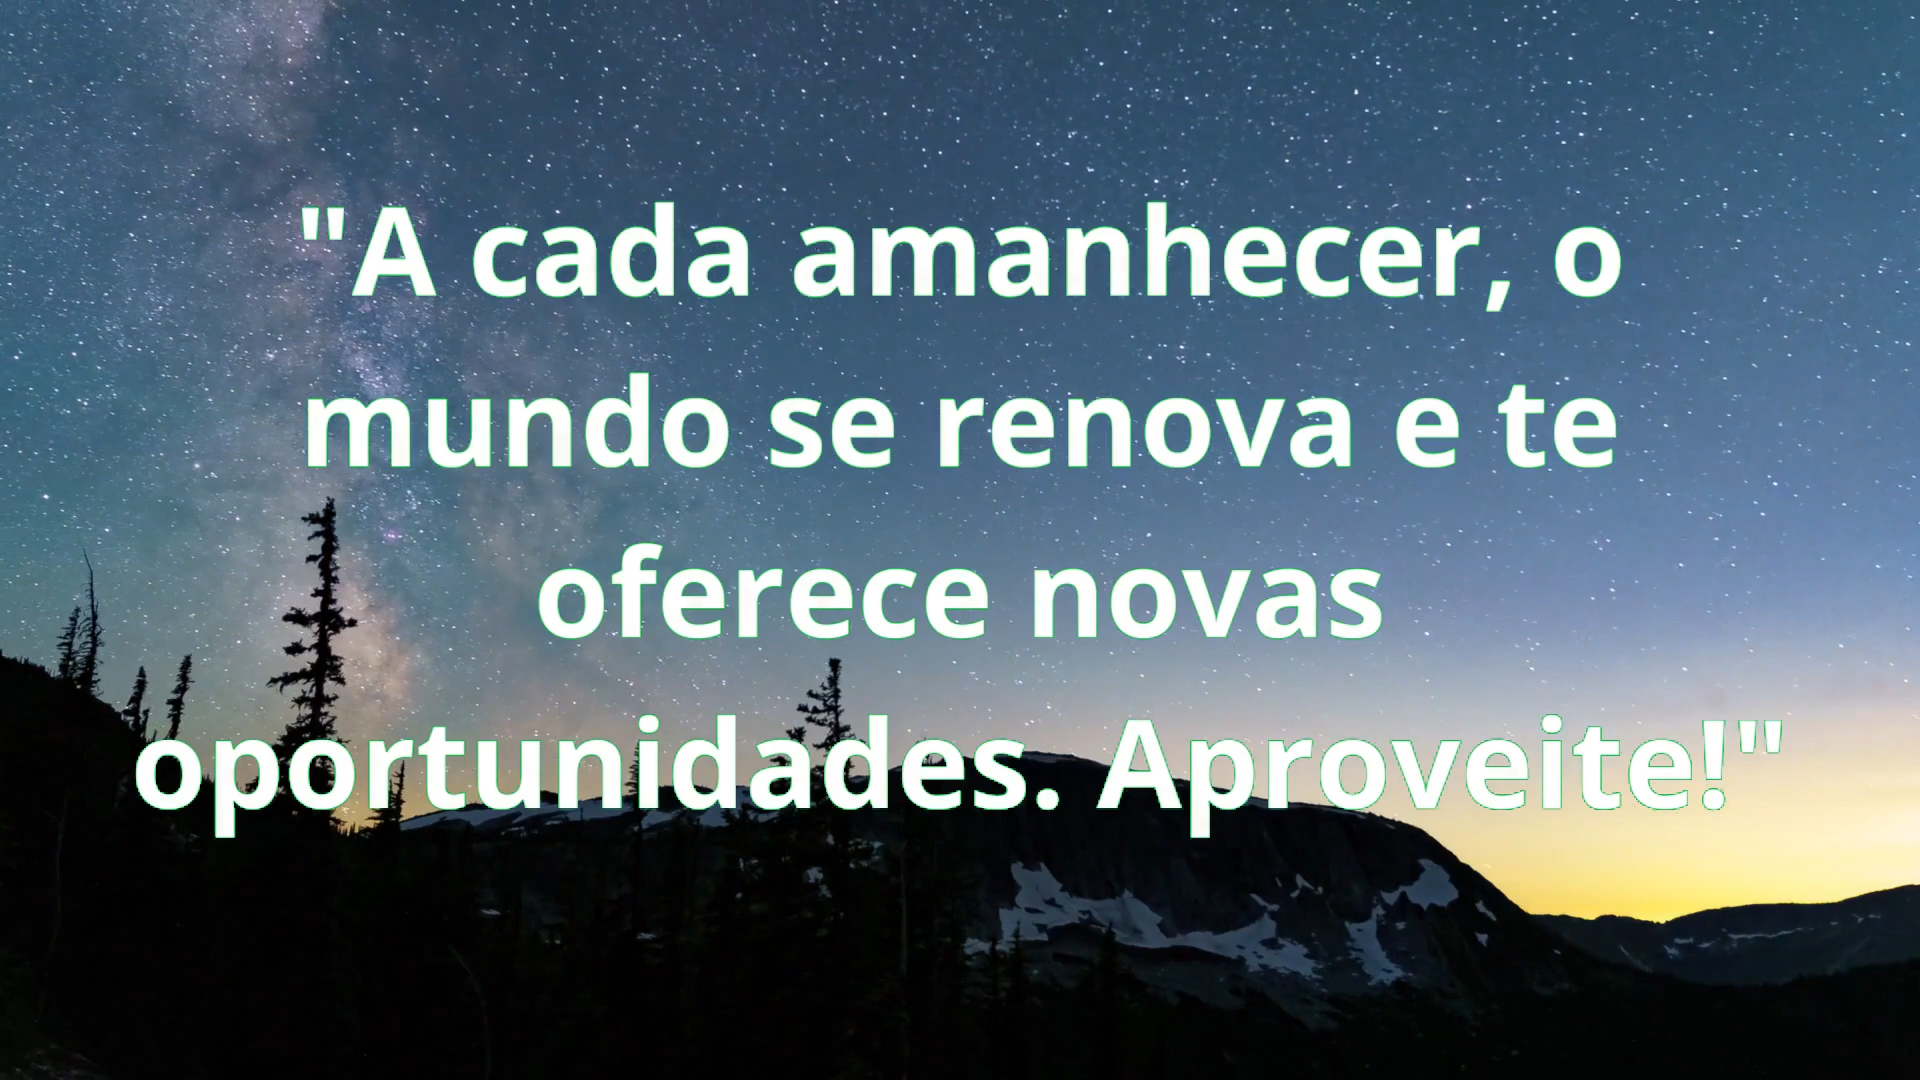 "A cada amanhecer, o
mundo se renova e te
oferece novas
oportunidades. Aproveite!"